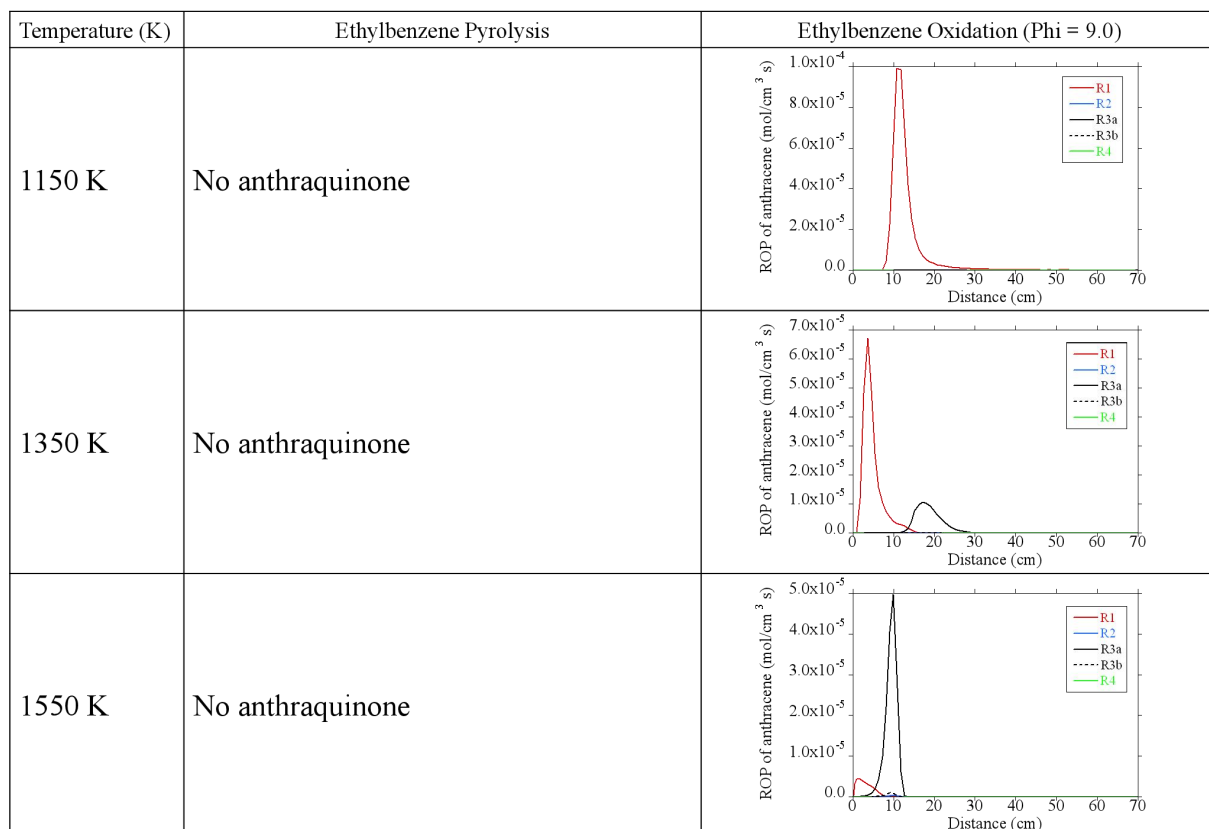 Temperature (K)
Ethylbenzene Pyrolysis
Ethylbenzene Oxidation (Phi = 9.0)
1150 K
No anthraquinone
ROP of anthracene (mol/cm³ s)
1.0x10⁻⁴
8.0x10⁻⁵
6.0x10⁻⁵
4.0x10⁻⁵
2.0x10⁻⁵
0.0
R1
R2
R3a
R3b
R4
0 10 20 30 40 50 60 70
Distance (cm)
1350 K
No anthraquinone
ROP of anthracene (mol/cm³ s)
7.0x10⁻⁵
6.0x10⁻⁵
5.0x10⁻⁵
4.0x10⁻⁵
3.0x10⁻⁵
2.0x10⁻⁵
1.0x10⁻⁵
0.0
R1
R2
R3a
R3b
R4
0 10 20 30 40 50 60 70
Distance (cm)
1550 K
No anthraquinone
ROP of anthracene (mol/cm³ s)
5.0x10⁻⁵
4.0x10⁻⁵
3.0x10⁻⁵
2.0x10⁻⁵
1.0x10⁻⁵
0.0
R1
R2
R3a
R3b
R4
0 10 20 30 40 50 60 70
Distance (cm)